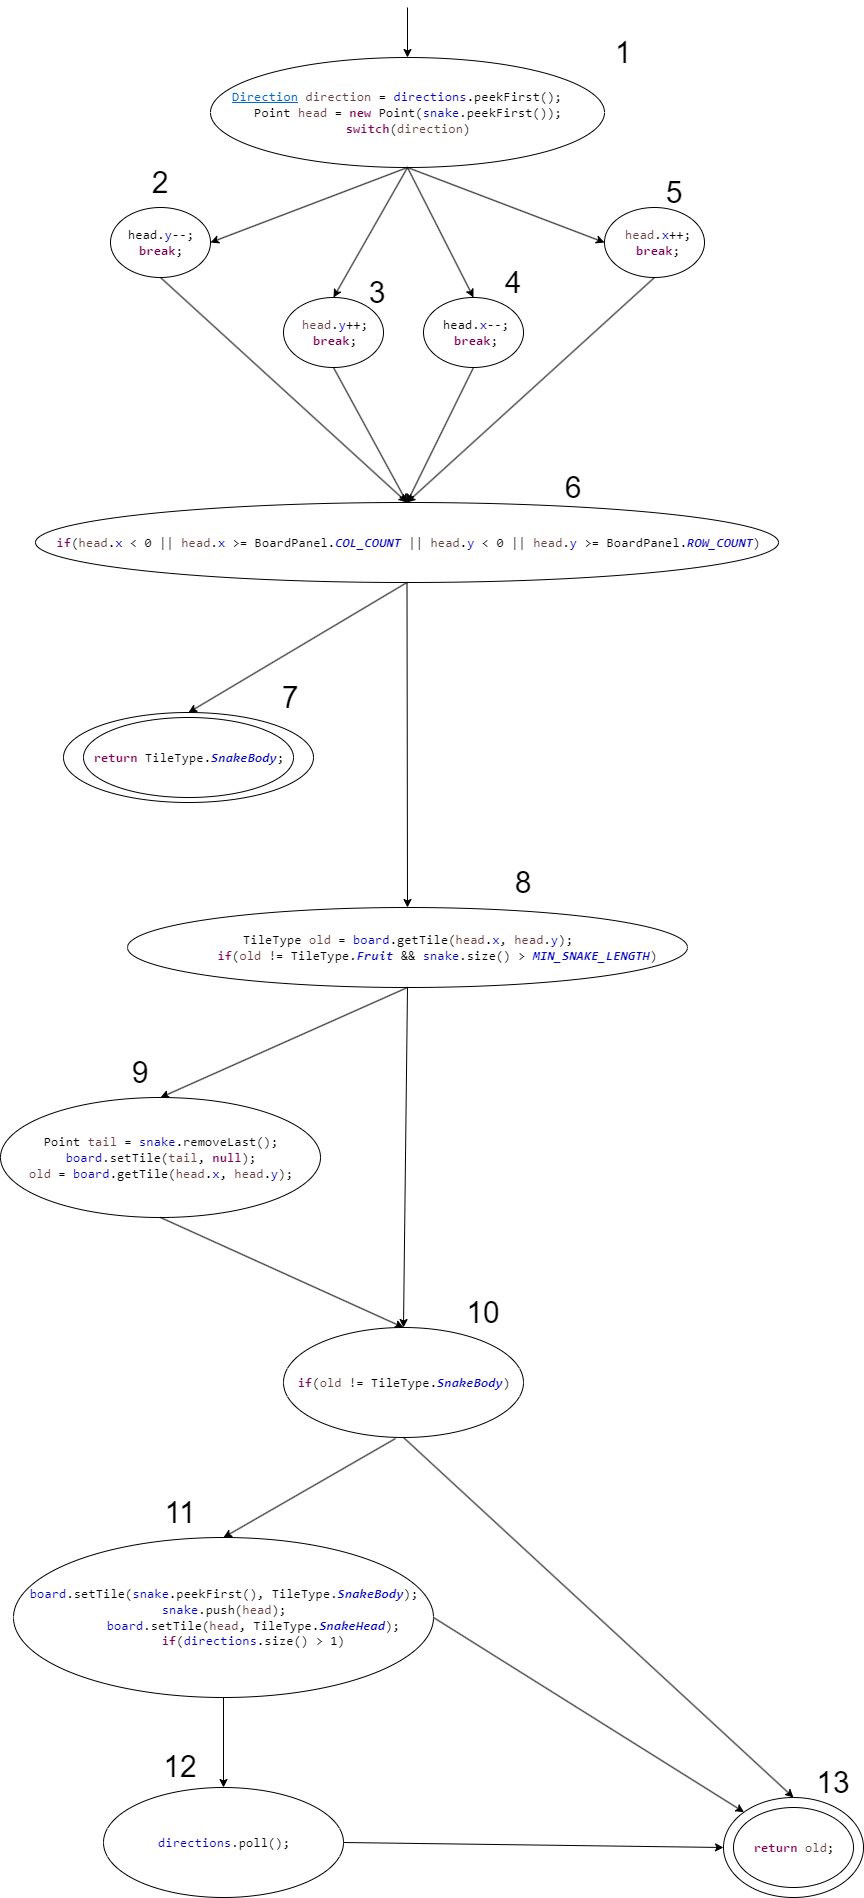 1
Direction direction = directions.peekFirst();
Point head = new Point(snake.peekFirst());
switch(direction)
2
head.y--;
break;
3
head.y++;
break;
4
head.x--;
break;
5
head.x++;
break;
6
if(head.x < 0 || head.x >= BoardPanel.COL_COUNT || head.y < 0 || head.y >= BoardPanel.ROW_COUNT)
7
return TileType.SnakeBody;
8
TileType old = board.getTile(head.x, head.y);
if(old != TileType.Fruit && snake.size() > MIN_SNAKE_LENGTH)
9
Point tail = snake.removeLast();
board.setTile(tail, null);
old = board.getTile(head.x, head.y);
10
if(old != TileType.SnakeBody)
11
board.setTile(snake.peekFirst(), TileType.SnakeBody);
snake.push(head);
board.setTile(head, TileType.SnakeHead);
if(directions.size() > 1)
12
directions.poll();
13
return old;